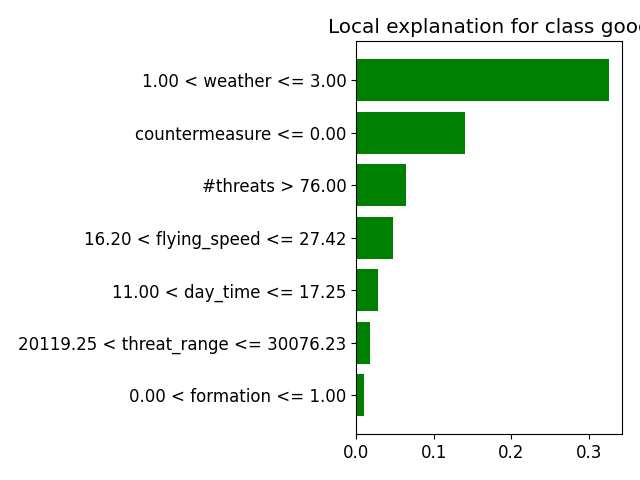 Local explanation for class goo
1.00 < weather <= 3.00
countermeasure <= 0.00
#threats > 76.00
16.20 < flying_speed <= 27.42
11.00 < day_time <= 17.25
20119.25 < threat_range <= 30076.23
0.00 < formation <= 1.00
0.0 0.1 0.2 0.3